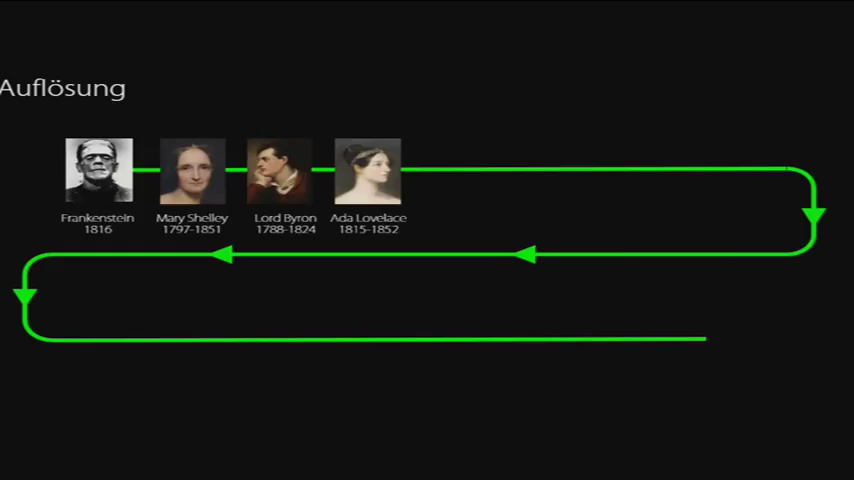 Auflösung
Frankenstein
1816
Mary Shelley
1797-1851
Lord Byron
1788-1824
Ada Lovelace
1815-1852